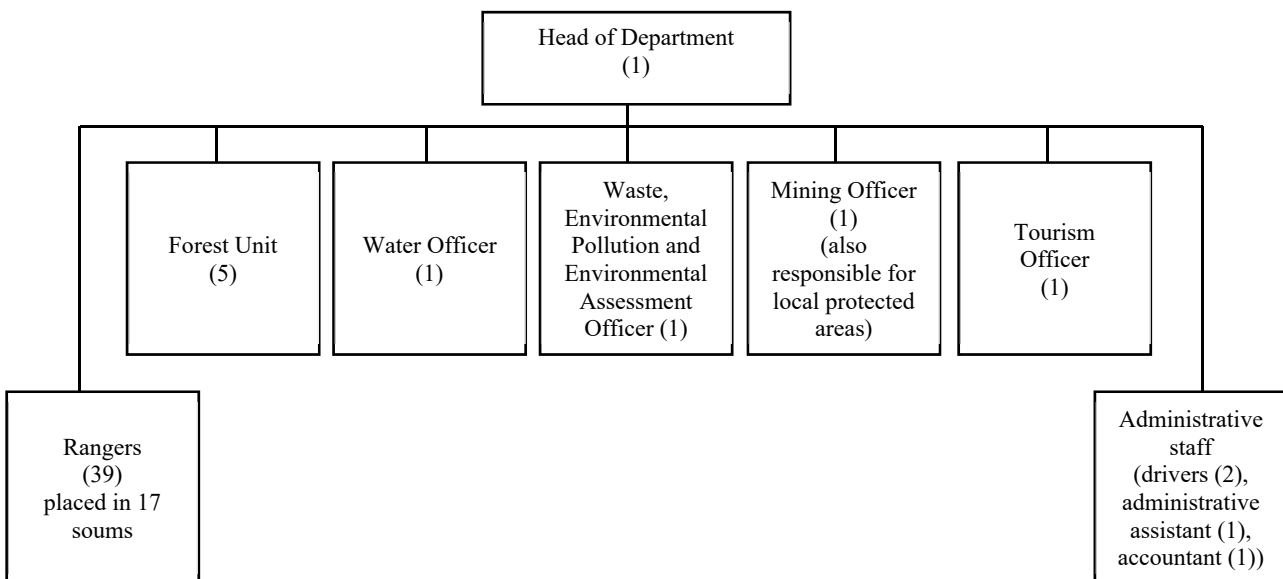 Head of Department
(1)
Forest Unit
(5)
Water Officer
(1)
Waste,
Environmental
Pollution and
Environmental
Assessment
Officer (1)
Mining Officer
(1)
(also
responsible for
local protected
areas)
Tourism
Officer
(1)
Rangers
(39)
placed in 17
soums
Administrative
staff
(drivers (2),
administrative
assistant (1),
accountant (1))